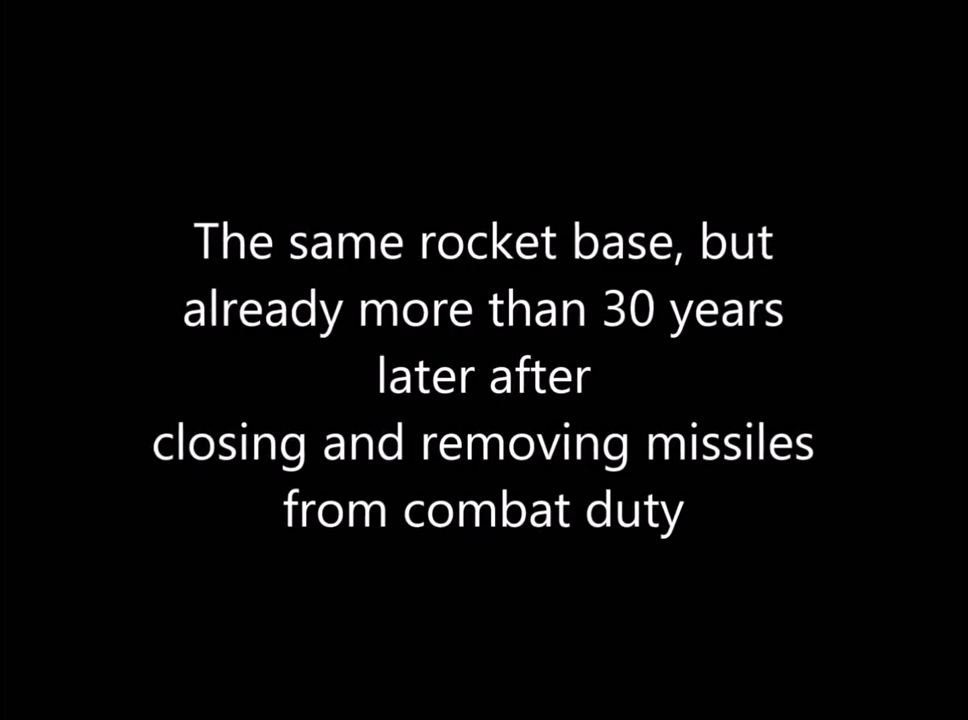 The same rocket base, but
already more than 30 years
later after
closing and removing missiles
from combat duty